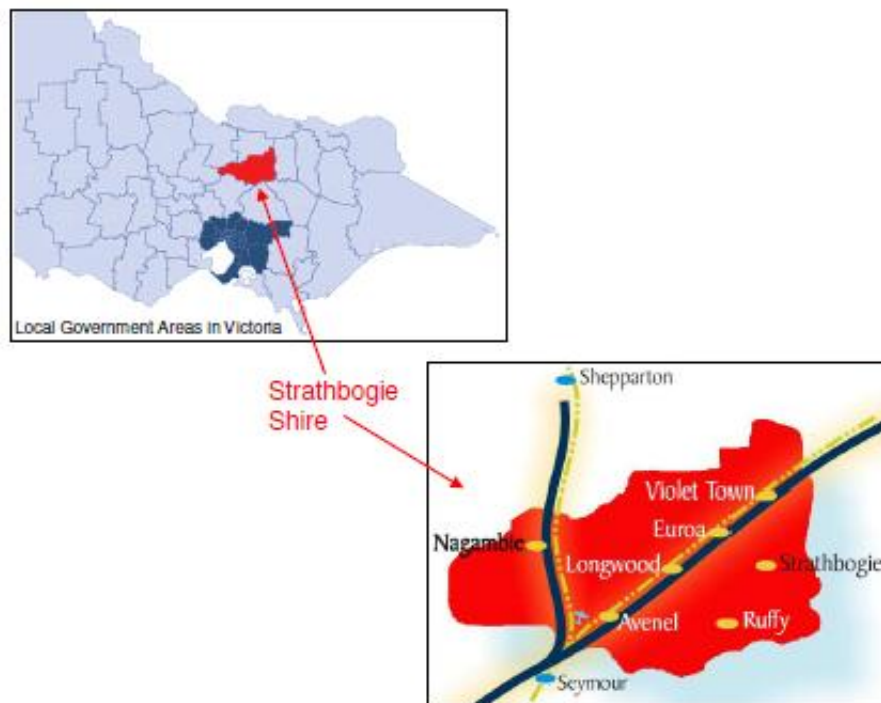 Local Government Areas in Victoria
Strathbogie
Shire
Shepparton
Violet Town
Euroa
Nagambie
Longwood
Strathbogie
Avenel
Ruffy
Seymour